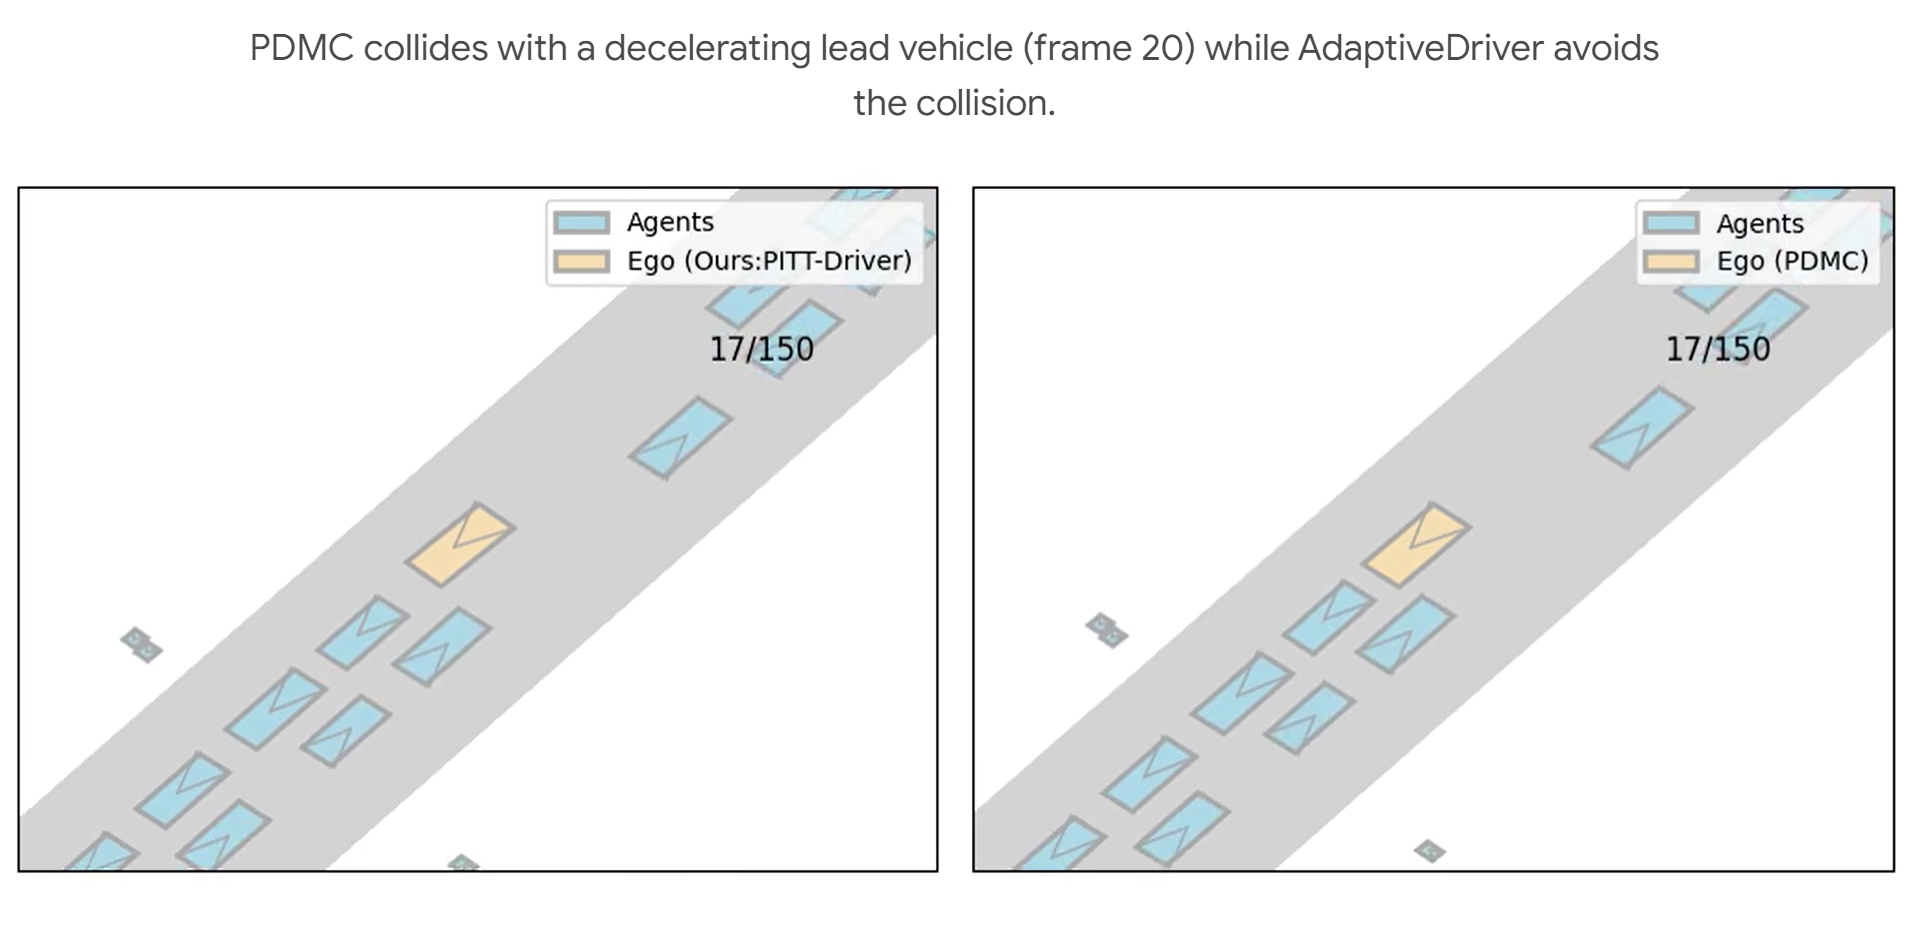 PDMC collides with a decelerating lead vehicle (frame 20) while AdaptiveDriver avoids
the collision.
Agents
Ego (Ours:PITT-Driver)
17/150
Agents
Ego (PDMC)
17/150